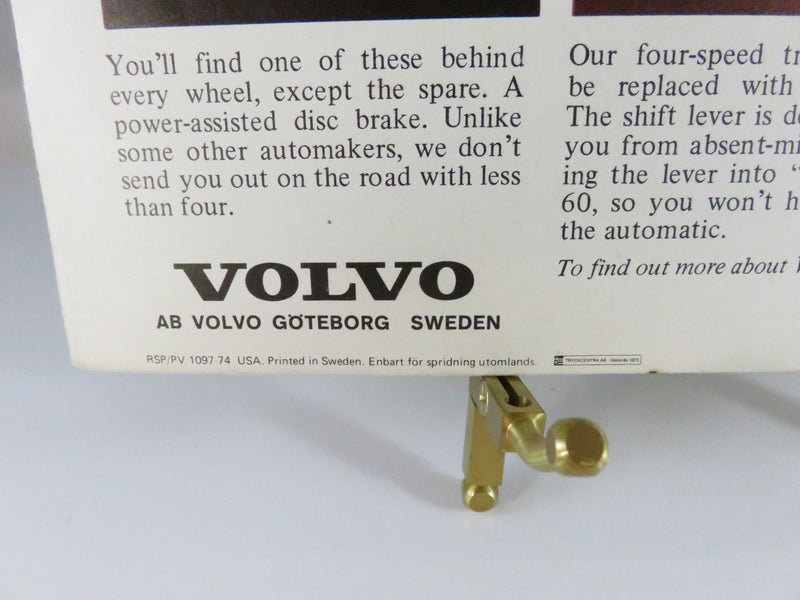 You'll find one of these behind
every wheel, except the spare. A
power-assisted disc brake. Unlike
some other automakers, we don't
send you out on the road with less
than four.
Our four-speed
be replaced with
The shift lever is
you from absent-
ing the lever into "
60, so you won't
the automatic.
To find out more about
VOLVO
AB VOLVO GÖTEBORG SWEDEN
RSP/PV 1097-74 USA. Printed in Sweden. Enbart för spridning utomlands.
TRYCKCENTRA AB Västerås 1973